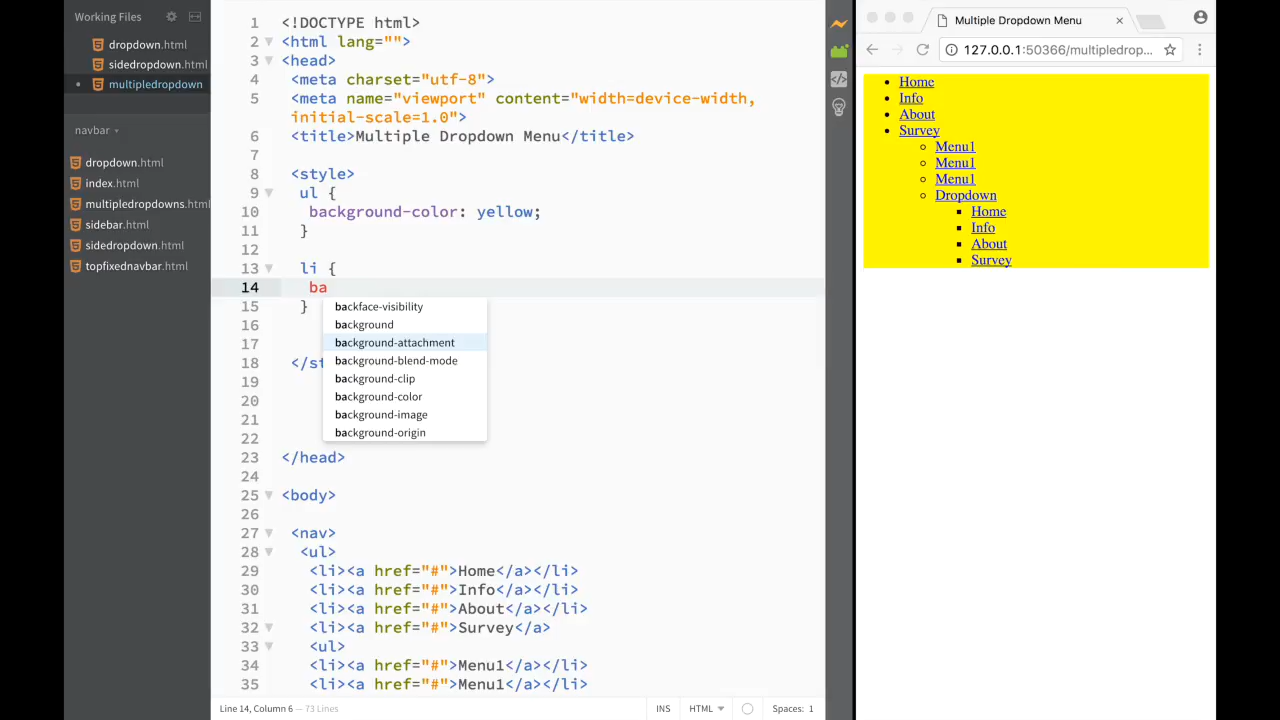 Working Files
dropdown.html
sidedropdown.html
multipledropdown
navbar
dropdown.html
index.html
multipledropdowns.html
sidebar.html
sidedropdown.html
topfixednavbar.html
1 <!DOCTYPE html>
2 <html lang="">
3 <head>
4 <meta charset="utf-8">
5 <meta name="viewport" content="width=device-width,
initial-scale=1.0">
6 <title>Multiple Dropdown Menu</title>
7
8 <style>
9 ul {
10 background-color: yellow;
11 }
12
13 li {
14 ba
15 }
16
17
18 </st
19
20
21
22
23 </head>
24
25 <body>
26
27 <nav>
28 <ul>
29 <li><a href="#">Home</a></li>
30 <li><a href="#">Info</a></li>
31 <li><a href="#">About</a></li>
32 <li><a href="#">Survey</a>
33 <ul>
34 <li><a href="#">Menu1</a></li>
35 <li><a href="#">Menu1</a></li>
backface-visibility
background
background-attachment
background-blend-mode
background-clip
background-color
background-image
background-origin
Line 14, Column 6 — 73 Lines
INS
HTML
Spaces: 1
Multiple Dropdown Menu
127.0.0.1:50366/multipledrop...
Home
Info
About
Survey
Menu1
Menu1
Menu1
Dropdown
Home
Info
About
Survey